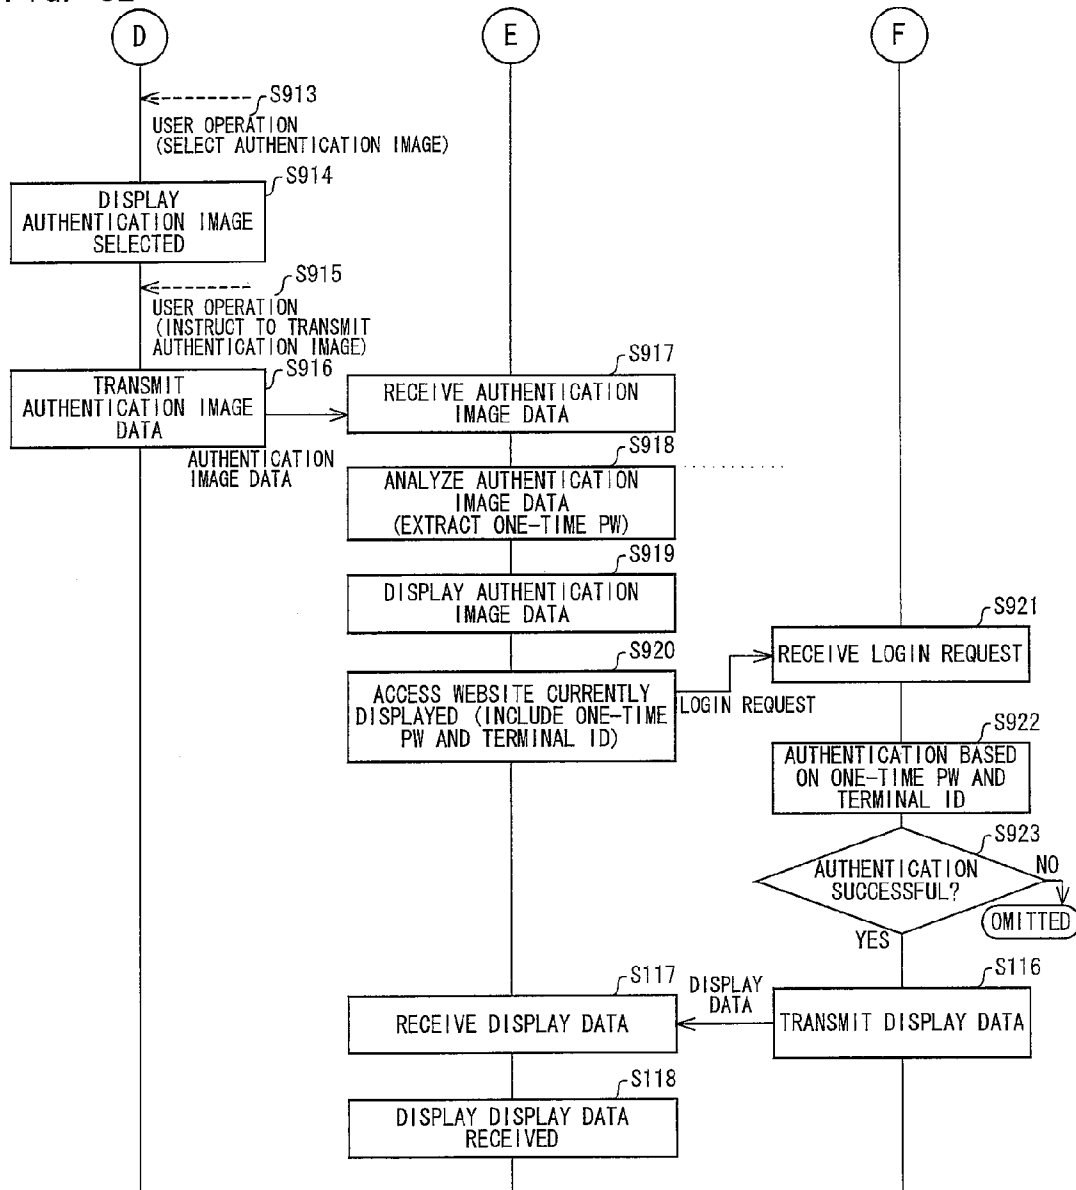 D
E
F
S913
USER OPERATION
(SELECT AUTHENTICATION IMAGE)
S914
DISPLAY
AUTHENTICATION IMAGE
SELECTED
S915
USER OPERATION
(INSTRUCT TO TRANSMIT
AUTHENTICATION IMAGE)
S916
TRANSMIT
AUTHENTICATION IMAGE
DATA
AUTHENTICATION
IMAGE DATA
S917
RECEIVE AUTHENTICATION
IMAGE DATA
S918
ANALYZE AUTHENTICATION
IMAGE DATA
(EXTRACT ONE-TIME PW)
S919
DISPLAY AUTHENTICATION
IMAGE DATA
S920
ACCESS WEBSITE CURRENTLY
DISPLAYED (INCLUDE ONE-TIME
PW AND TERMINAL ID)
LOGIN REQUEST
S921
RECEIVE LOGIN REQUEST
S922
AUTHENTICATION BASED
ON ONE-TIME PW AND
TERMINAL ID
S923
AUTHENTICATION
SUCCESSFUL?
NO
OMITTED
YES
S116
TRANSMIT DISPLAY DATA
DISPLAY
DATA
S117
RECEIVE DISPLAY DATA
S118
DISPLAY DISPLAY DATA
RECEIVED